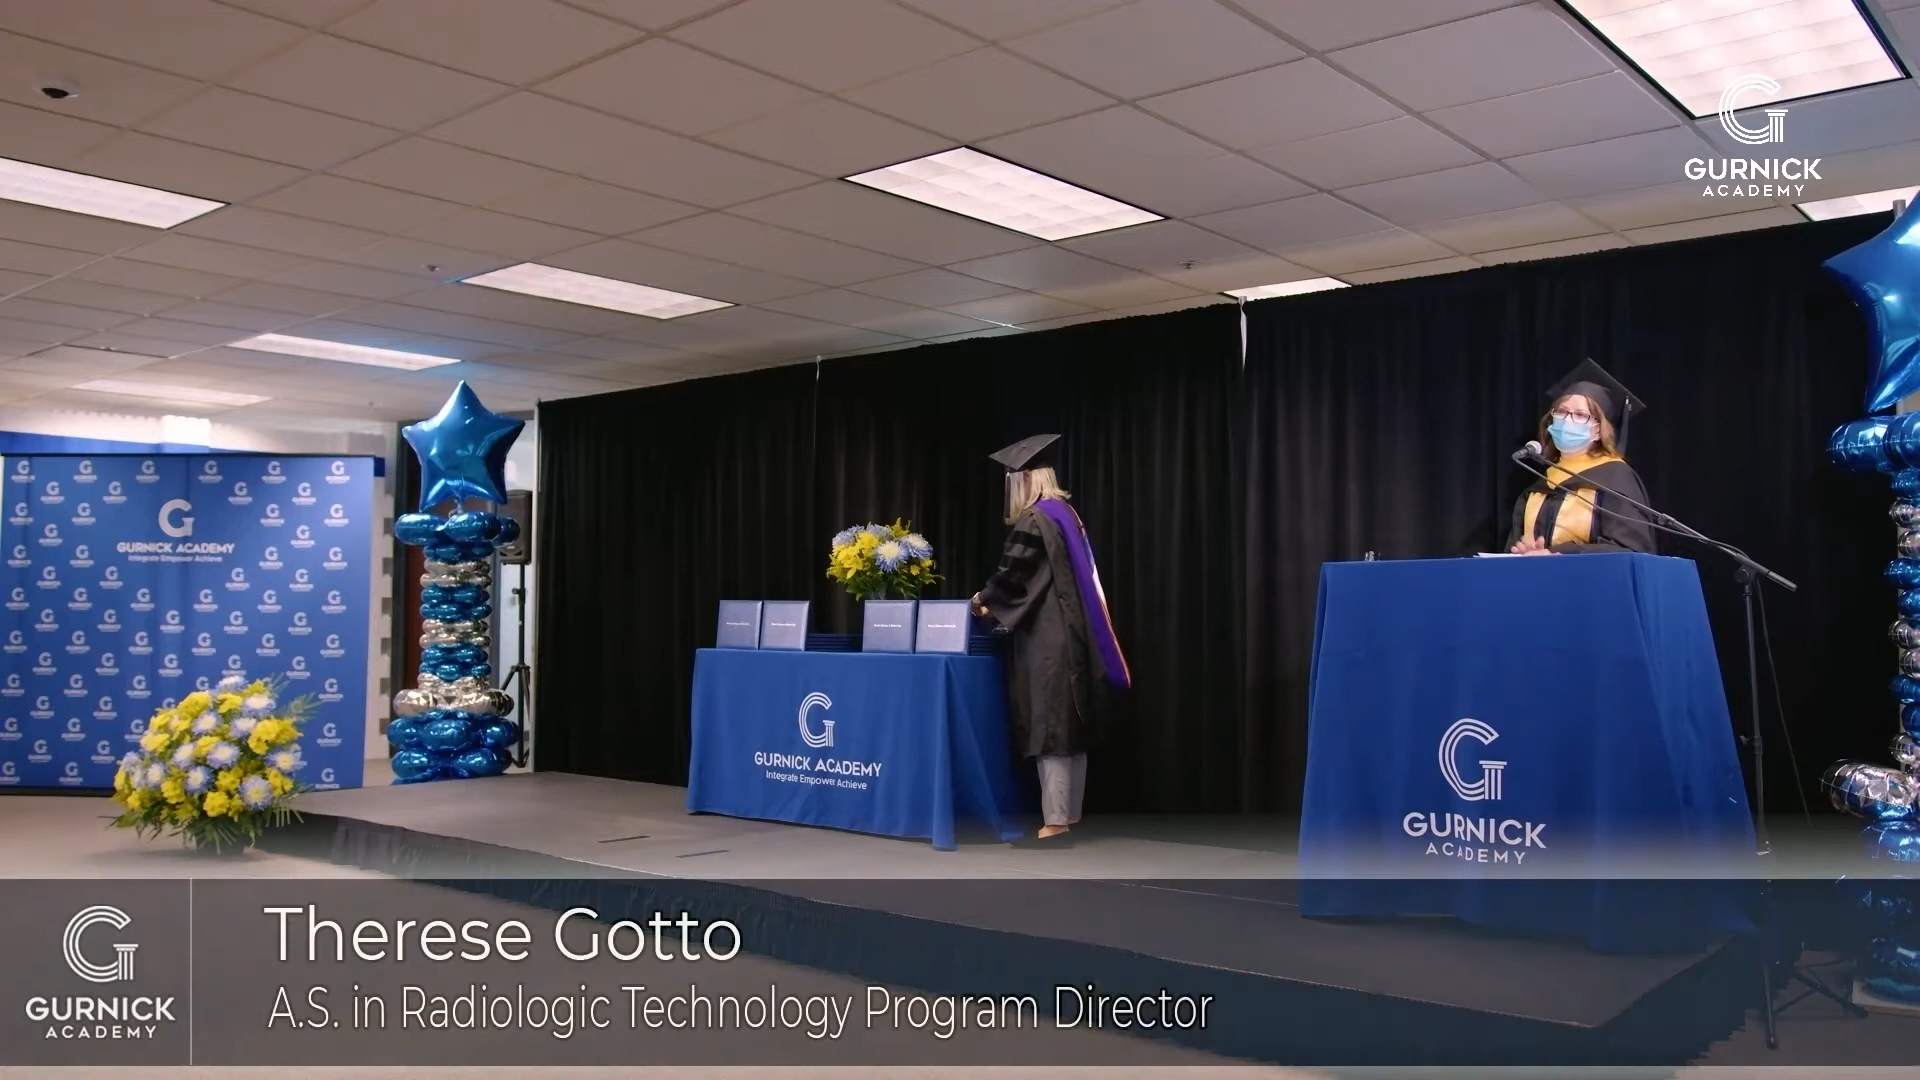 GURNICK
ACADEMY
GURNICK ACADEMY
Integrate Empower Achieve
GURNICK ACADEMY
Integrate Empower Achieve
GURNICK
ACADEMY
Therese Gotto
A.S. in Radiologic Technology Program Director
GURNICK
ACADEMY